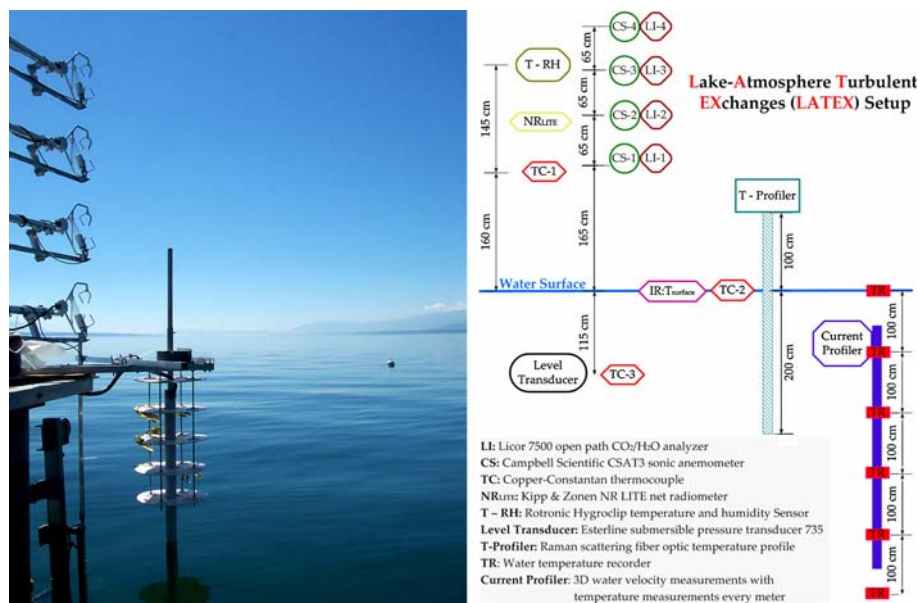 Lake-Atmosphere Turbulent
EXchanges (LATEX) Setup
CS-4 LI-4
65 cm
T - RH
CS-3 LI-3
65 cm
145 cm
NRLITE
CS-2 LI-2
65 cm
CS-1 LI-1
TC-1
160 cm
165 cm
T - Profiler
100 cm
Water Surface
IR:Tsurface
TC-2
TR
115 cm
100 cm
Current
Profiler
TR
200 cm
Level
Transducer
TC-3
100 cm
TR
100 cm
TR
100 cm
TR
100 cm
TR
LI: Licor 7500 open path CO2/H2O analyzer
CS: Campbell Scientific CSAT3 sonic anemometer
TC: Copper-Constantan thermocouple
NRLITE: Kipp & Zonen NR LITE net radiometer
T – RH: Rotronic Hygroclip temperature and humidity Sensor
Level Transducer: Esterline submersible pressure transducer 735
T-Profiler: Raman scattering fiber optic temperature profile
TR: Water temperature recorder
Current Profiler: 3D water velocity measurements with
temperature measurements every meter